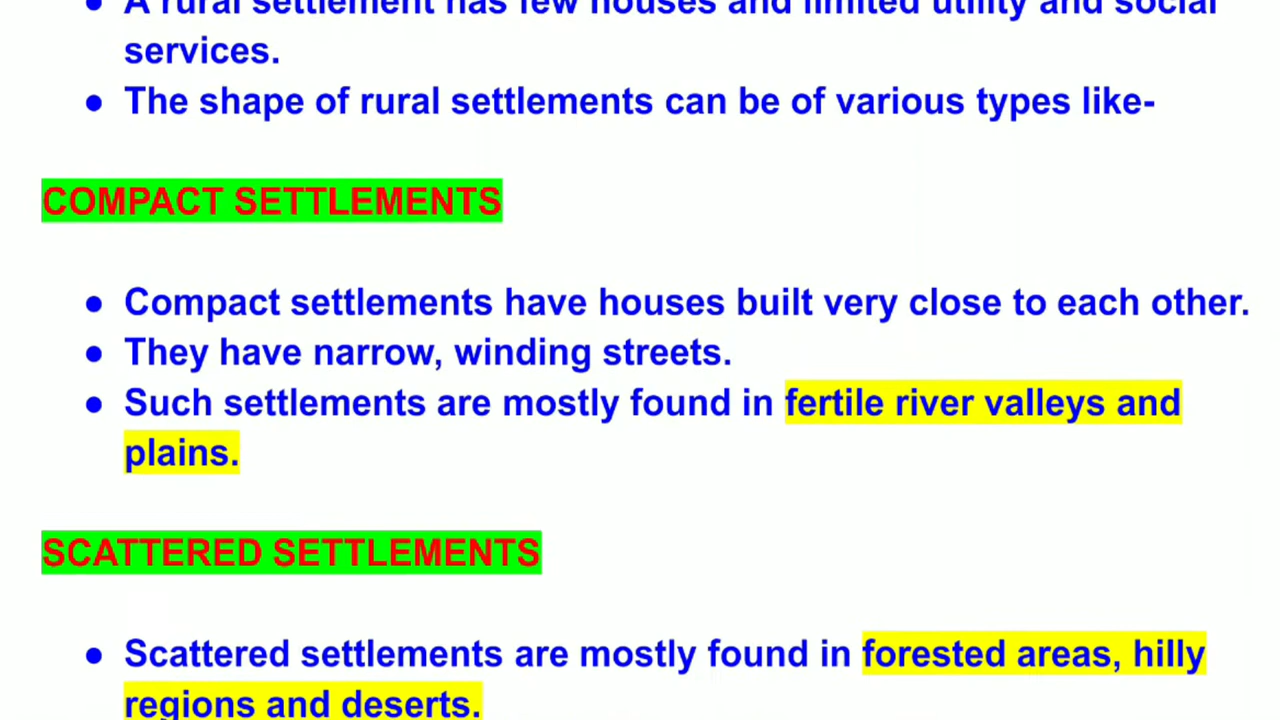 ● A rural settlement has few houses and limited utility and social
services.
● The shape of rural settlements can be of various types like-
COMPACT SETTLEMENTS
● Compact settlements have houses built very close to each other.
● They have narrow, winding streets.
● Such settlements are mostly found in fertile river valleys and
plains.
SCATTERED SETTLEMENTS
● Scattered settlements are mostly found in forested areas, hilly
regions and deserts.